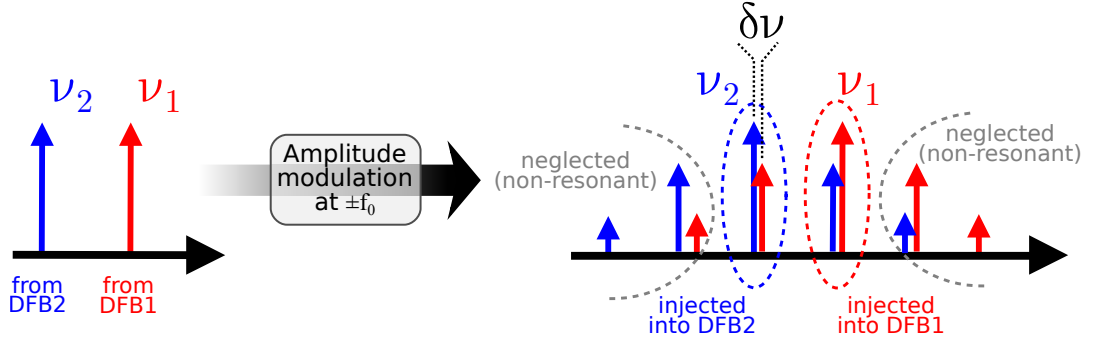 ν₂
ν₁
from
DFB2
from
DFB1
Amplitude
modulation
at ±f₀
δν
ν₂
ν₁
neglected
(non-resonant)
neglected
(non-resonant)
injected
into DFB2
injected
into DFB1